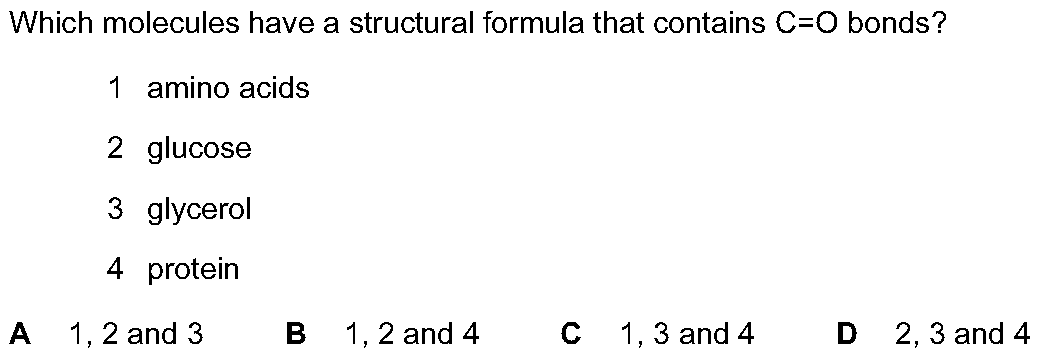 Which molecules have a structural formula that contains C=O bonds?
1 amino acids
2 glucose
3 glycerol
4 protein
A 1, 2 and 3 B 1, 2 and 4 C 1, 3 and 4 D 2, 3 and 4